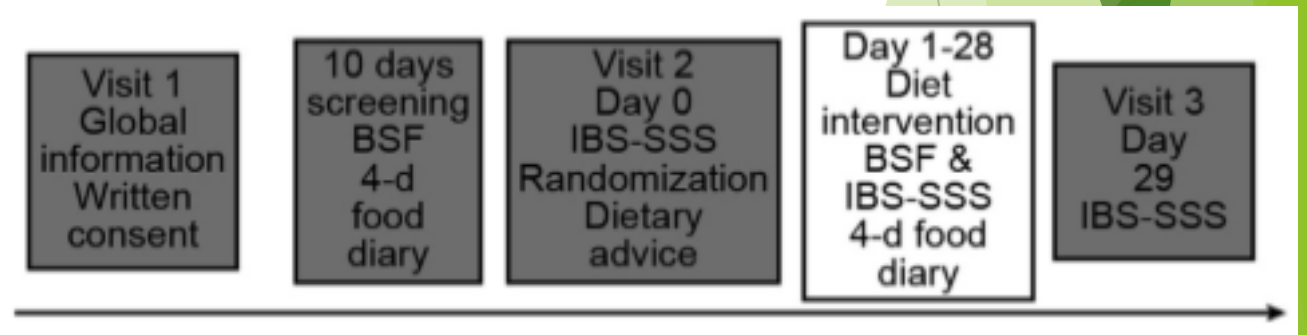 Visit 1
Global
information
Written
consent
10 days
screening
BSF
4-d
food
diary
Visit 2
Day 0
IBS-SSS
Randomization
Dietary
advice
Day 1-28
Diet
intervention
BSF &
IBS-SSS
4-d food
diary
Visit 3
Day
29
IBS-SSS